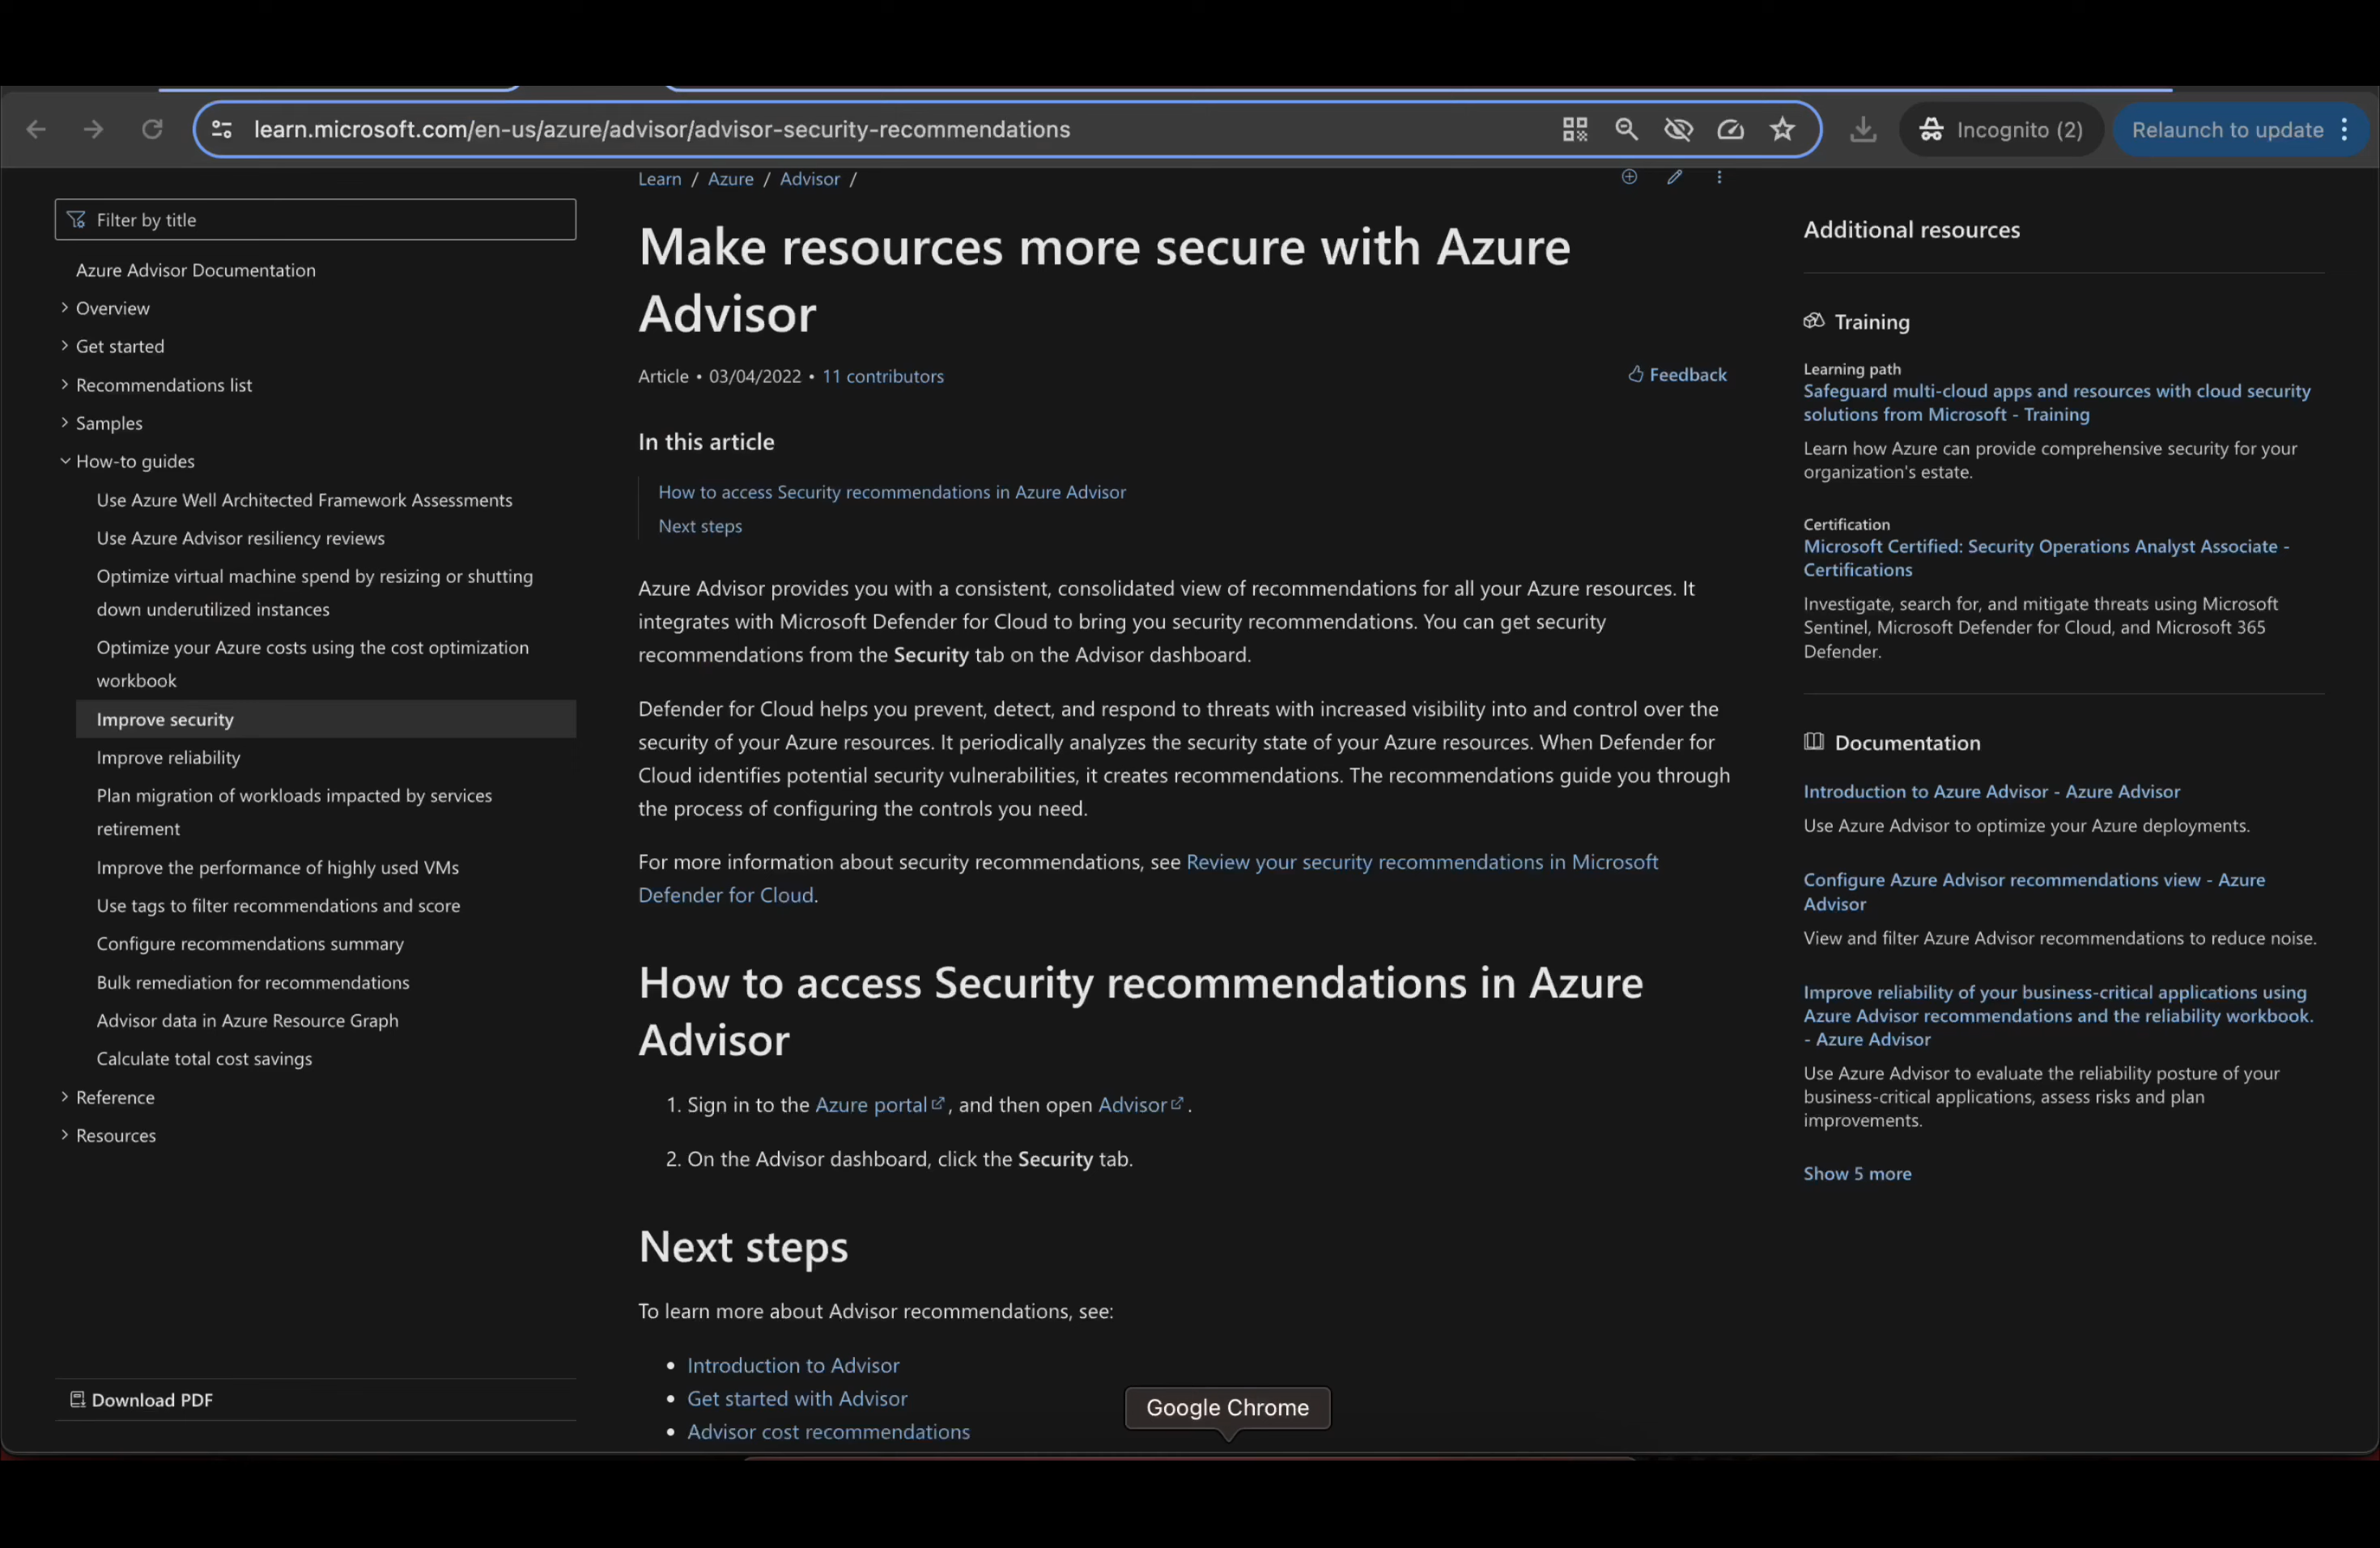 learn.microsoft.com/en-us/azure/advisor/advisor-security-recommendations
Incognito (2)
Relaunch to update
Filter by title
Azure Advisor Documentation
Overview
Get started
Recommendations list
Samples
How-to guides
Use Azure Well Architected Framework Assessments
Use Azure Advisor resiliency reviews
Optimize virtual machine spend by resizing or shutting
down underutilized instances
Optimize your Azure costs using the cost optimization
workbook
Improve security
Improve reliability
Plan migration of workloads impacted by services
retirement
Improve the performance of highly used VMs
Use tags to filter recommendations and score
Configure recommendations summary
Bulk remediation for recommendations
Advisor data in Azure Resource Graph
Calculate total cost savings
Reference
Resources
Download PDF
Learn / Azure / Advisor /
Make resources more secure with Azure
Advisor
Article • 03/04/2022 • 11 contributors
Feedback
In this article
How to access Security recommendations in Azure Advisor
Next steps
Azure Advisor provides you with a consistent, consolidated view of recommendations for all your Azure resources. It
integrates with Microsoft Defender for Cloud to bring you security recommendations. You can get security
recommendations from the Security tab on the Advisor dashboard.
Defender for Cloud helps you prevent, detect, and respond to threats with increased visibility into and control over the
security of your Azure resources. It periodically analyzes the security state of your Azure resources. When Defender for
Cloud identifies potential security vulnerabilities, it creates recommendations. The recommendations guide you through
the process of configuring the controls you need.
For more information about security recommendations, see Review your security recommendations in Microsoft
Defender for Cloud.
How to access Security recommendations in Azure
Advisor
1. Sign in to the Azure portal, and then open Advisor.
2. On the Advisor dashboard, click the Security tab.
Next steps
To learn more about Advisor recommendations, see:
• Introduction to Advisor
• Get started with Advisor
• Advisor cost recommendations
Google Chrome
Additional resources
Training
Learning path
Safeguard multi-cloud apps and resources with cloud security
solutions from Microsoft - Training
Learn how Azure can provide comprehensive security for your
organization's estate.
Certification
Microsoft Certified: Security Operations Analyst Associate -
Certifications
Investigate, search for, and mitigate threats using Microsoft
Sentinel, Microsoft Defender for Cloud, and Microsoft 365
Defender.
Documentation
Introduction to Azure Advisor - Azure Advisor
Use Azure Advisor to optimize your Azure deployments.
Configure Azure Advisor recommendations view - Azure
Advisor
View and filter Azure Advisor recommendations to reduce noise.
Improve reliability of your business-critical applications using
Azure Advisor recommendations and the reliability workbook.
- Azure Advisor
Use Azure Advisor to evaluate the reliability posture of your
business-critical applications, assess risks and plan
improvements.
Show 5 more